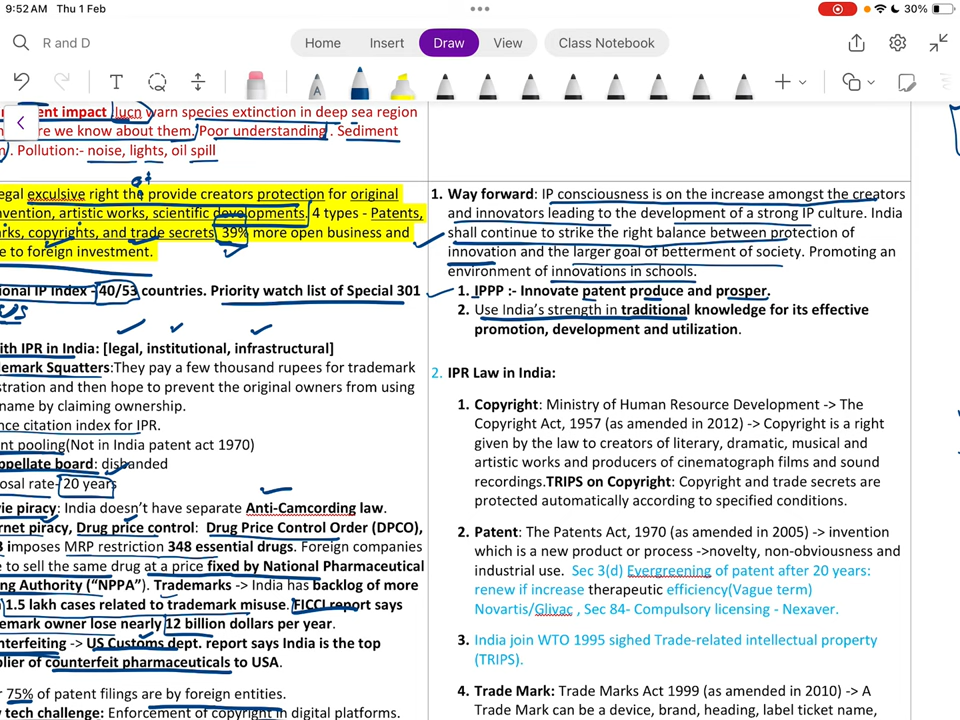 9:52 AM Thu 1 Feb
30%
R and D
Home Insert Draw View Class Notebook
ent impact lucn warn species extinction in deep sea region
re we know about them. Poor understanding . Sediment
. Pollution:- noise, lights, oil spill
egal exculsive right the provide creators protection for original
nvention, artistic works, scientific developments. 4 types - Patents,
rks, copyrights, and trade secrets 39% more open business and
e to foreign investment.
ional IP Index - 40/53 countries. Priority watch list of Special 301
US
ith IPR in India: [legal, institutional, infrastructural]
emark Squatters:They pay a few thousand rupees for trademark
stration and then hope to prevent the original owners from using
name by claiming ownership.
nce citation index for IPR.
nt pooling(Not in India patent act 1970)
ppellate board: disbanded
osal rate- 20 years
vie piracy: India doesn't have separate Anti-Camcording law.
rnet piracy, Drug price control: Drug Price Control Order (DPCO),
3 imposes MRP restriction 348 essential drugs. Foreign companies
e to sell the same drug at a price fixed by National Pharmaceutical
ng Authority ("NPPA"). Trademarks -> India has backlog of more
1.5 lakh cases related to trademark misuse. FICCI report says
emark owner lose nearly 12 billion dollars per year.
nterfeiting -> US Customs dept. report says India is the top
plier of counterfeit pharmaceuticals to USA.
r 75% of patent filings are by foreign entities.
tech challenge: Enforcement of copyright in digital platforms.
1. Way forward: IP consciousness is on the increase amongst the creators
and innovators leading to the development of a strong IP culture. India
shall continue to strike the right balance between protection of
innovation and the larger goal of betterment of society. Promoting an
environment of innovations in schools.
1. IPPP :- Innovate patent produce and prosper.
2. Use India's strength in traditional knowledge for its effective
promotion, development and utilization.
2. IPR Law in India:
1. Copyright: Ministry of Human Resource Development -> The
Copyright Act, 1957 (as amended in 2012) -> Copyright is a right
given by the law to creators of literary, dramatic, musical and
artistic works and producers of cinematograph films and sound
recordings.TRIPS on Copyright: Copyright and trade secrets are
protected automatically according to specified conditions.
2. Patent: The Patents Act, 1970 (as amended in 2005) -> invention
which is a new product or process ->novelty, non-obviousness and
industrial use. Sec 3(d) Evergreening of patent after 20 years:
renew if increase therapeutic efficiency(Vague term)
Novartis/Glivac , Sec 84- Compulsory licensing - Nexaver.
3. India join WTO 1995 sighed Trade-related intellectual property
(TRIPS).
4. Trade Mark: Trade Marks Act 1999 (as amended in 2010) -> A
Trade Mark can be a device, brand, heading, label ticket name,